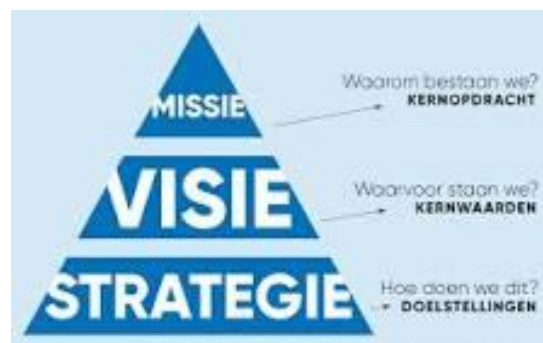 MISSIE
Waarom bestaan we?
KERNOPDRACHT
VISIE
Waarvoor staan we?
KERNWAARDEN
STRATEGIE
Hoe doen we dit?
DOELSTELLINGEN